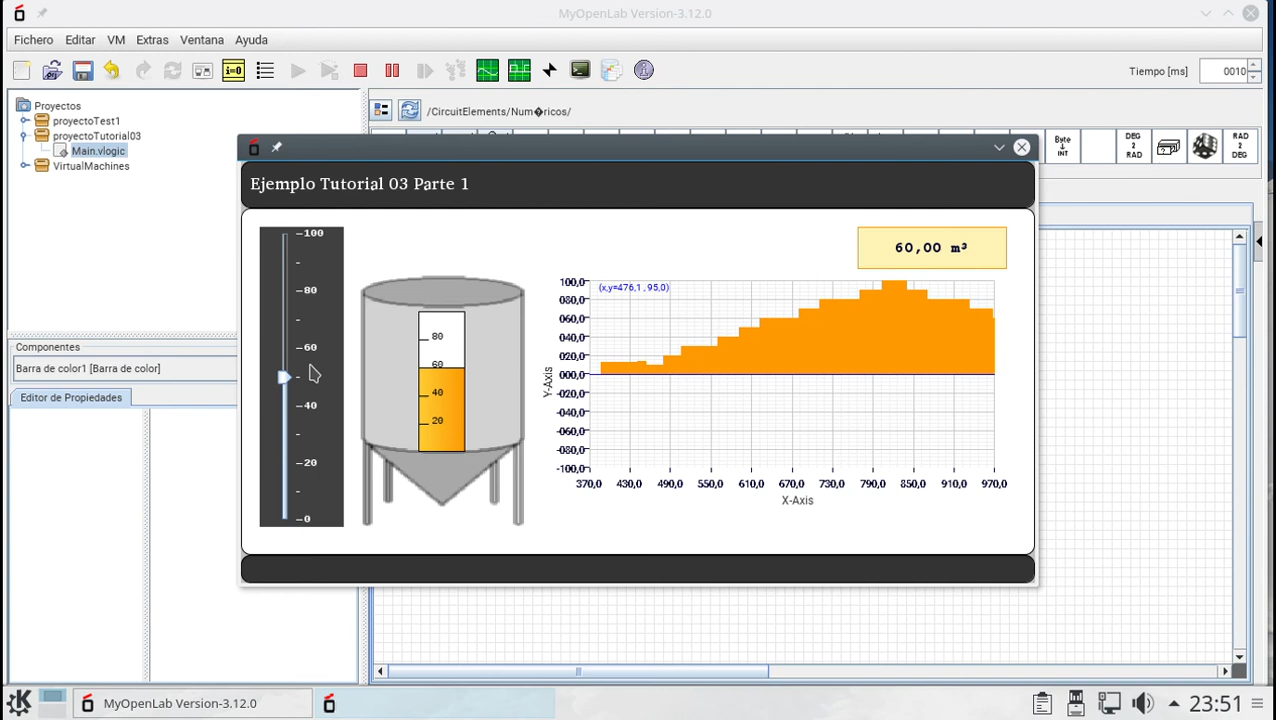 MyOpenLab Version-3.12.0
Fichero Editar VM Extras Ventana Ayuda
i=0
Tiempo [ms] 0010
Proyectos
proyectoTest1
proyectoTutorial03
Main.vlogic
VirtualMachines
/CircuitElements/Num�ricos/
Byte
INT
DEG
2
RAD
RAD
2
DEG
Componentes
Barra de color1 [Barra de color]
Editor de Propiedades
Ejemplo Tutorial 03 Parte 1
-100
-80
-60
-40
-20
-0
80
60
40
20
60,00 m³
(x,y=476,1 , 95,0)
100,0
080,0
060,0
040,0
020,0
000,0
-020,0
-040,0
-060,0
-080,0
-100,0
Y-Axis
370,0 430,0 490,0 550,0 610,0 670,0 730,0 790,0 850,0 910,0 970,0
X-Axis
MyOpenLab Version-3.12.0
23:51